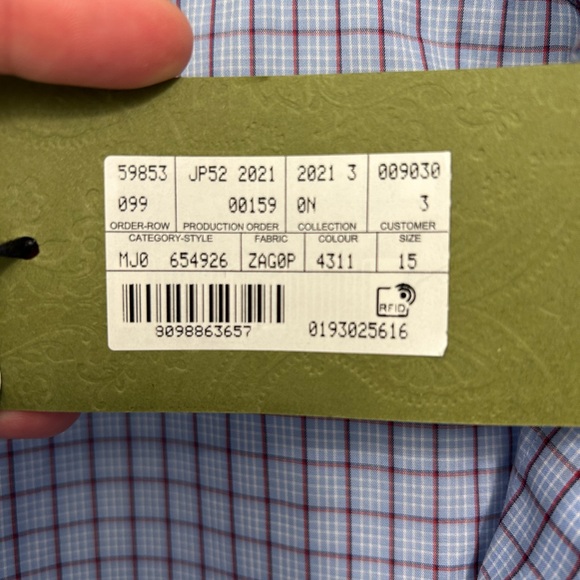 59853 JP52 2021 2021 3 009030
099 00159 0N 3
ORDER-ROW PRODUCTION ORDER COLLECTION CUSTOMER
CATEGORY-STYLE FABRIC COLOUR SIZE
MJ0 654926 ZAG0P 4311 15
RFID
8098863657 0193025616